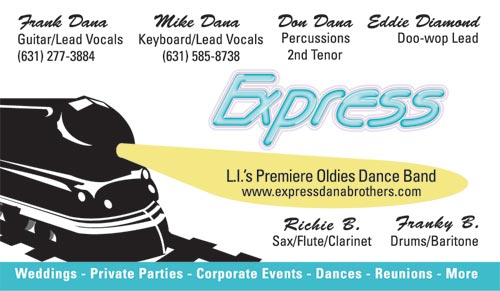 Frank Dana
Guitar/Lead Vocals
(631) 277-3884
Mike Dana
Keyboard/Lead Vocals
(631) 585-8738
Don Dana
Percussions
2nd Tenor
Eddie Diamond
Doo-wop Lead
Express
L.I.'s Premiere Oldies Dance Band
www.expressdanabrothers.com
Richie B.
Sax/Flute/Clarinet
Franky B.
Drums/Baritone
Weddings - Private Parties - Corporate Events - Dances - Reunions - More